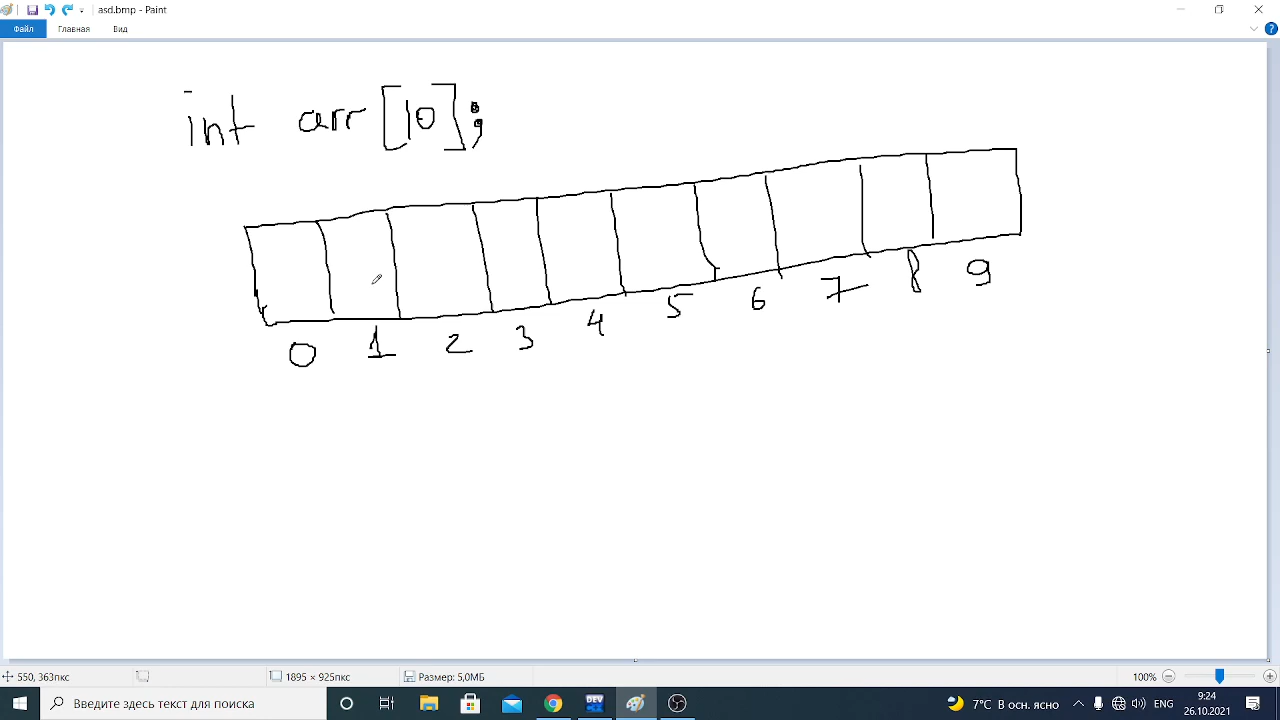 asd.bmp - Paint
Файл Главная Вид
int arr [10];
0 1 2 3 4 5 6 7 8 9
550, 363пкс 1895 × 925пкс Размер: 5,0МБ 100%
Введите здесь текст для поиска DEV C++ 7°C В осн. ясно ENG 9:24
26.10.2021